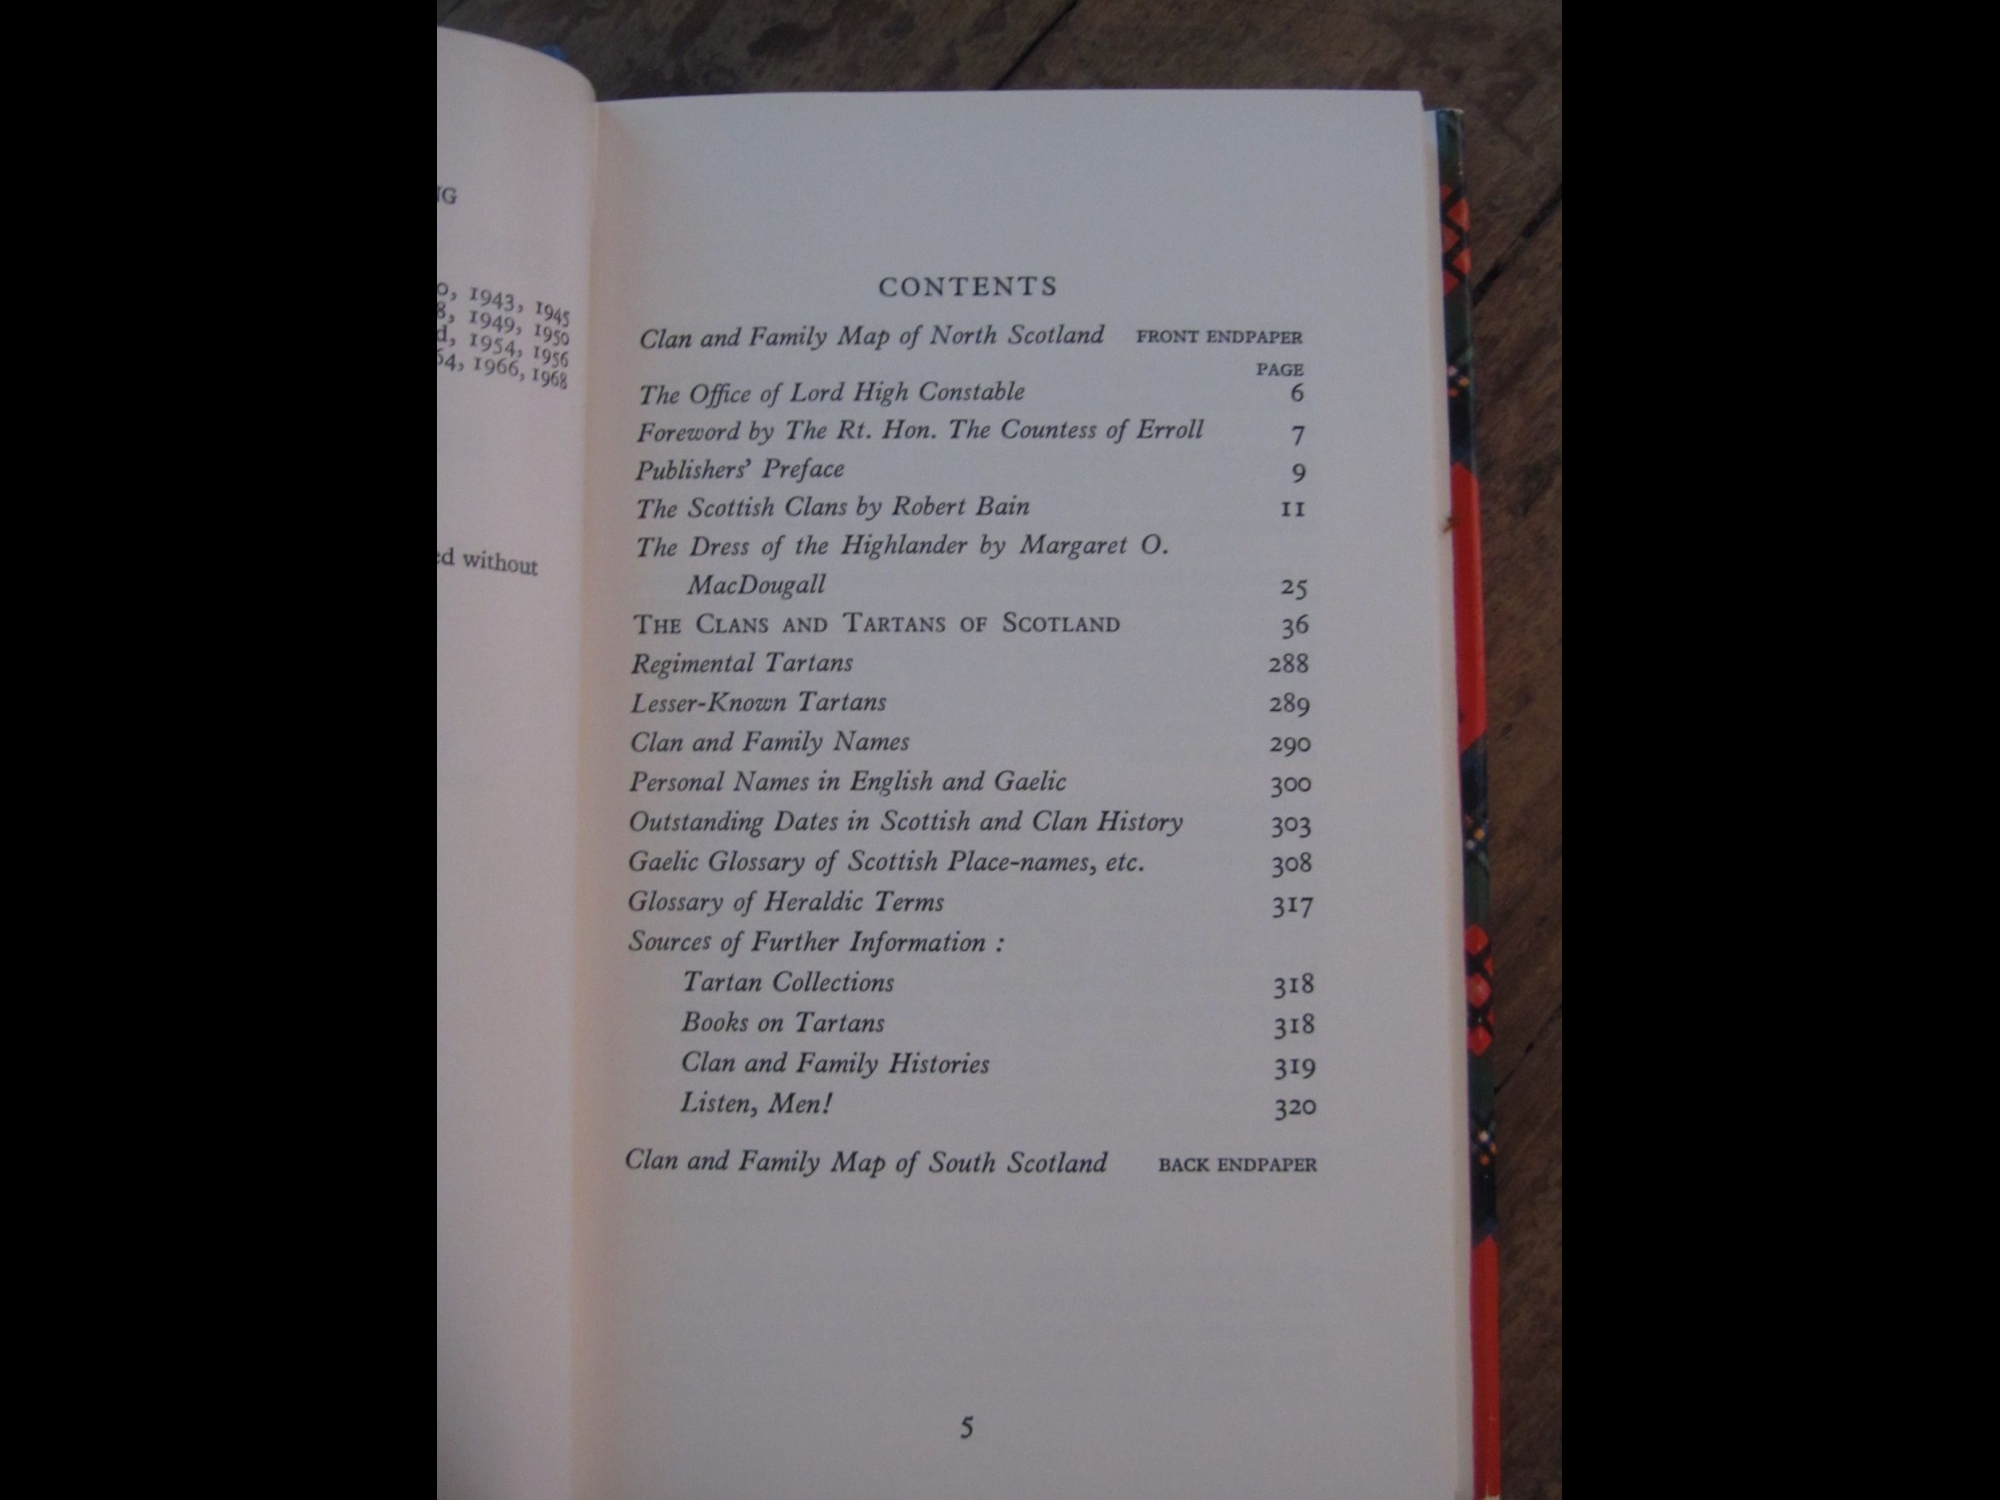 NG
0, 1943, 1945
8, 1949, 1950
d, 1954, 1956
64, 1966, 1968
ed without
CONTENTS
Clan and Family Map of North Scotland FRONT ENDPAPER
PAGE
The Office of Lord High Constable 6
Foreword by The Rt. Hon. The Countess of Erroll 7
Publishers' Preface 9
The Scottish Clans by Robert Bain 11
The Dress of the Highlander by Margaret O.
MacDougall 25
THE CLANS AND TARTANS OF SCOTLAND 36
Regimental Tartans 288
Lesser-Known Tartans 289
Clan and Family Names 290
Personal Names in English and Gaelic 300
Outstanding Dates in Scottish and Clan History 303
Gaelic Glossary of Scottish Place-names, etc. 308
Glossary of Heraldic Terms 317
Sources of Further Information :
Tartan Collections 318
Books on Tartans 318
Clan and Family Histories 319
Listen, Men! 320
Clan and Family Map of South Scotland BACK ENDPAPER
5